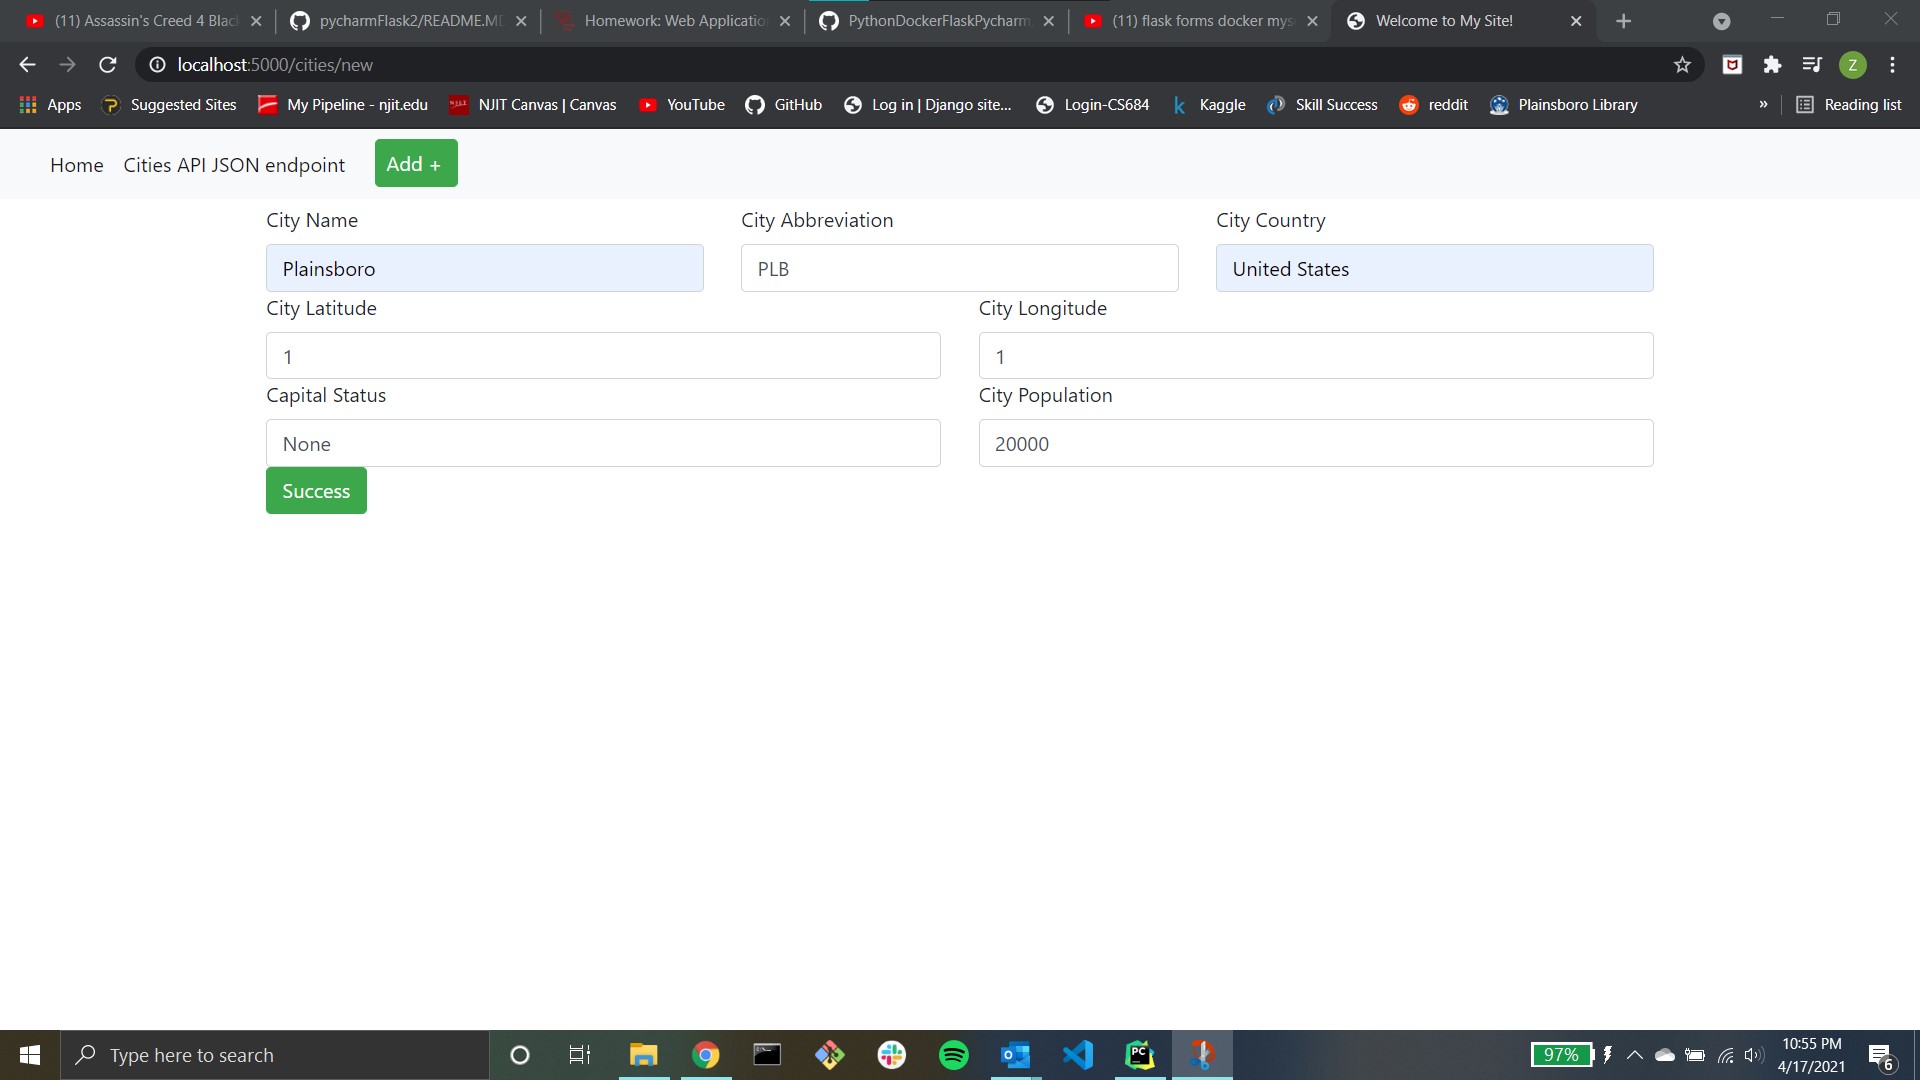 (11) Assassin's Creed 4 Blac
pycharmFlask2/README.M
Homework: Web Applicatio
PythonDockerFlaskPycharm
(11) flask forms docker mys
Welcome to My Site!
localhost:5000/cities/new
Z
Apps
Suggested Sites
My Pipeline - njit.edu
NJIT Canvas | Canvas
YouTube
GitHub
Log in | Django site...
Login-CS684
Kaggle
Skill Success
reddit
Plainsboro Library
»
Reading list
Home
Cities API JSON endpoint
Add +
City Name
City Abbreviation
City Country
Plainsboro
PLB
United States
City Latitude
City Longitude
1
1
Capital Status
City Population
None
20000
Success
Type here to search
97%
10:55 PM
4/17/2021
6